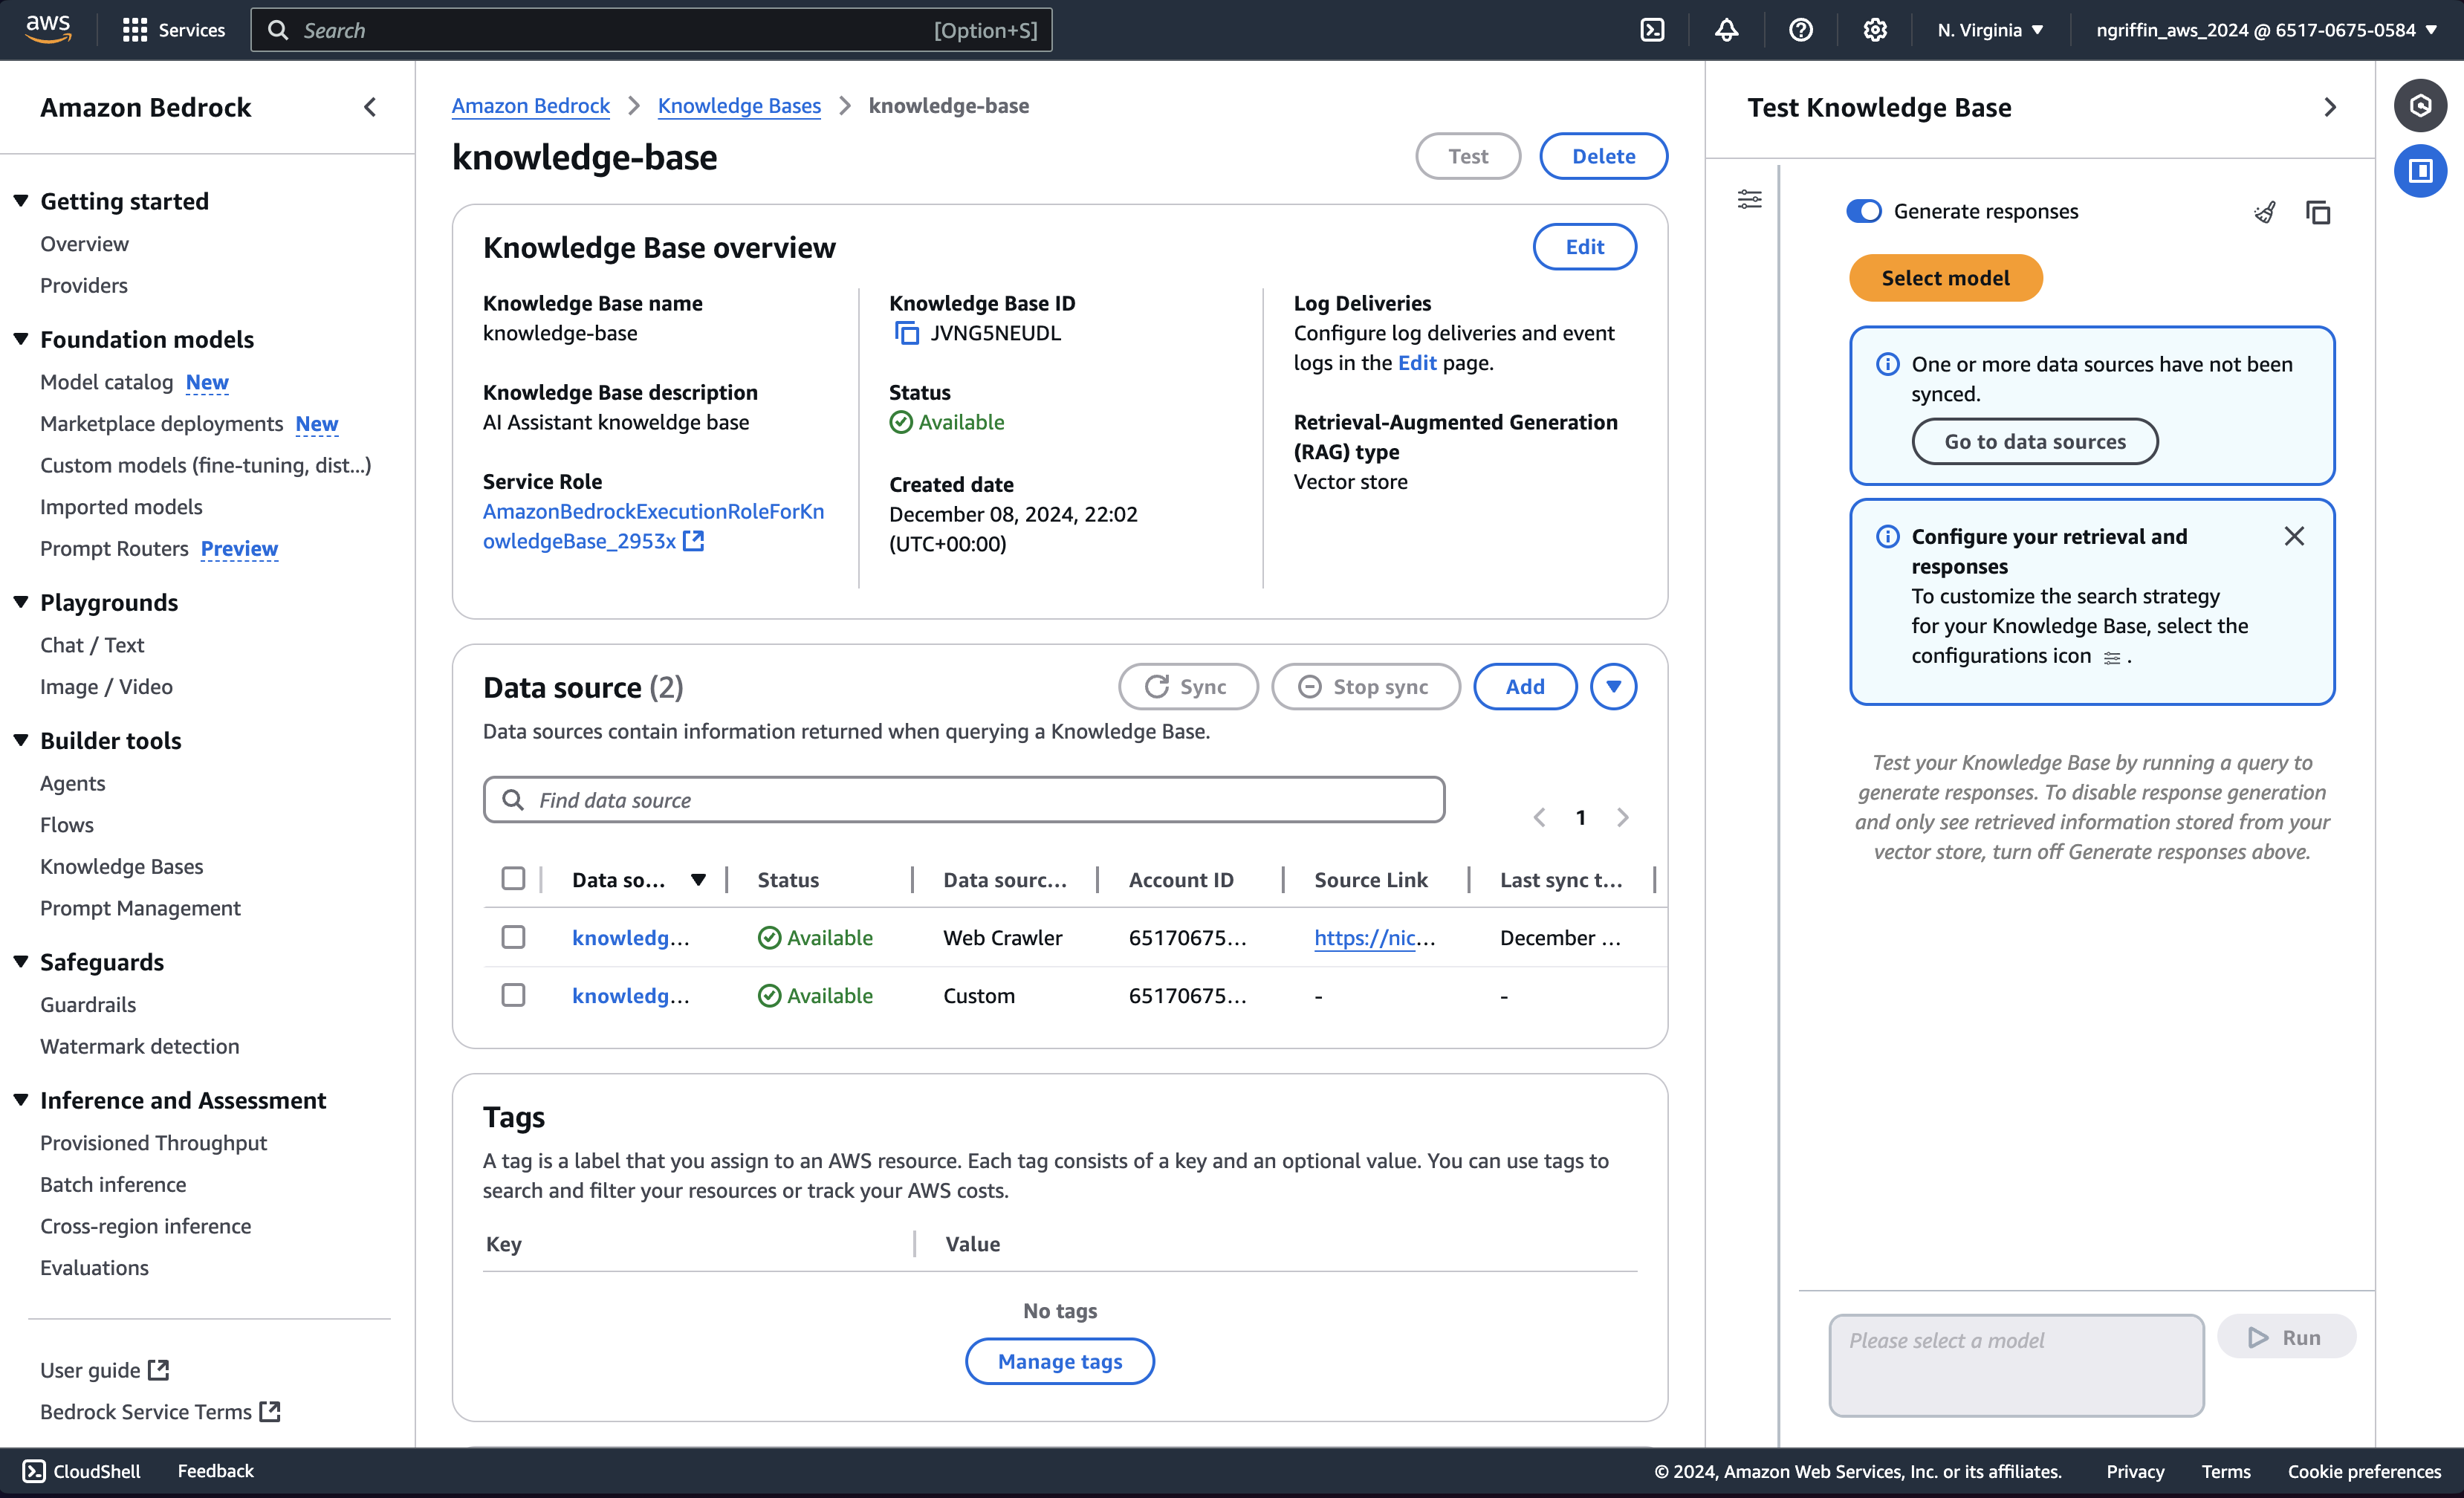 aws
Services
Search
[Option+S]
N. Virginia
ngriffin_aws_2024 @ 6517-0675-0584
Amazon Bedrock
Getting started
Overview
Providers
Foundation models
Model catalog New
Marketplace deployments New
Custom models (fine-tuning, dist...)
Imported models
Prompt Routers Preview
Playgrounds
Chat / Text
Image / Video
Builder tools
Agents
Flows
Knowledge Bases
Prompt Management
Safeguards
Guardrails
Watermark detection
Inference and Assessment
Provisioned Throughput
Batch inference
Cross-region inference
Evaluations
User guide
Bedrock Service Terms
Amazon Bedrock
Knowledge Bases
knowledge-base
knowledge-base
Test
Delete
Knowledge Base overview
Edit
Knowledge Base name
knowledge-base
Knowledge Base description
AI Assistant knoweldge base
Service Role
AmazonBedrockExecutionRoleForKn
owledgeBase_2953x
Knowledge Base ID
JVNG5NEUDL
Status
Available
Created date
December 08, 2024, 22:02
(UTC+00:00)
Log Deliveries
Configure log deliveries and event
logs in the Edit page.
Retrieval-Augmented Generation
(RAG) type
Vector store
Data source (2)
Sync
Stop sync
Add
Data sources contain information returned when querying a Knowledge Base.
Find data source
1
Data so...
Status
Data sourc...
Account ID
Source Link
Last sync t...
knowledg...
Available
Web Crawler
65170675...
https://nic...
December ...
knowledg...
Available
Custom
65170675...
-
-
Tags
A tag is a label that you assign to an AWS resource. Each tag consists of a key and an optional value. You can use tags to
search and filter your resources or track your AWS costs.
Key
Value
No tags
Manage tags
Test Knowledge Base
Generate responses
Select model
One or more data sources have not been
synced.
Go to data sources
Configure your retrieval and
responses
To customize the search strategy
for your Knowledge Base, select the
configurations icon .
Test your Knowledge Base by running a query to
generate responses. To disable response generation
and only see retrieved information stored from your
vector store, turn off Generate responses above.
Please select a model
Run
CloudShell
Feedback
© 2024, Amazon Web Services, Inc. or its affiliates.
Privacy
Terms
Cookie preferences